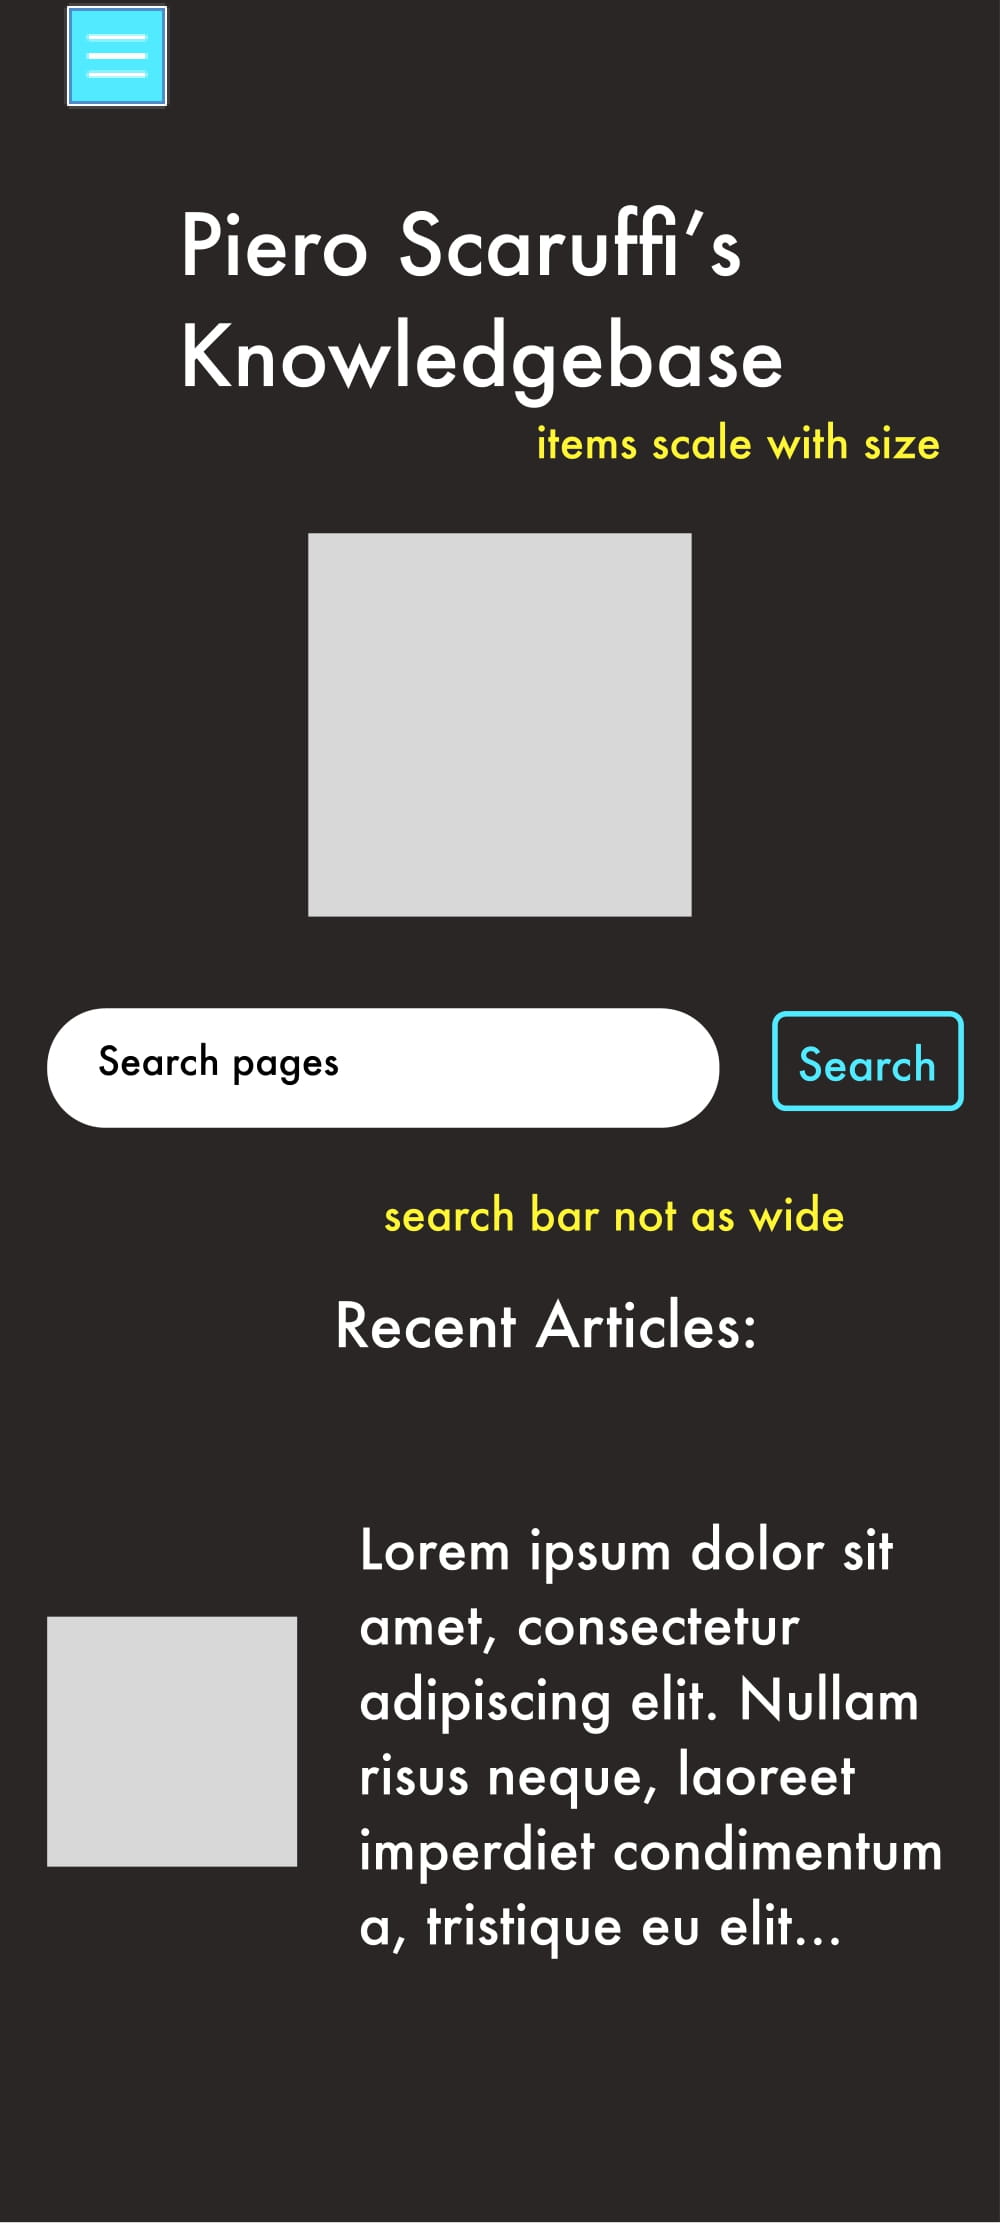 Piero Scaruffi’s
Knowledgebase
items scale with size
Search pages
Search
search bar not as wide
Recent Articles:
Lorem ipsum dolor sit
amet, consectetur
adipiscing elit. Nullam
risus neque, laoreet
imperdiet condimentum
a, tristique eu elit...